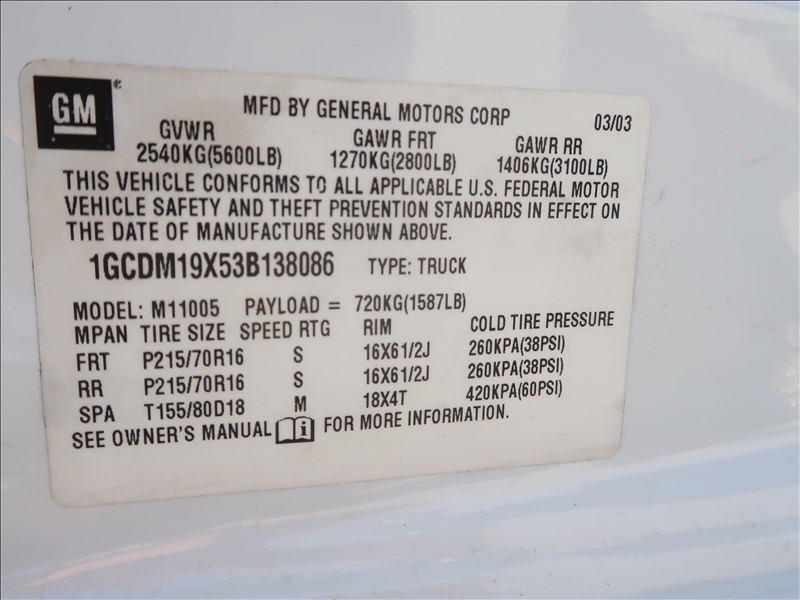 GM
MFD BY GENERAL MOTORS CORP 03/03
GVWR GAWR FRT GAWR RR
2540KG(5600LB) 1270KG(2800LB) 1406KG(3100LB)
THIS VEHICLE CONFORMS TO ALL APPLICABLE U.S. FEDERAL MOTOR
VEHICLE SAFETY AND THEFT PREVENTION STANDARDS IN EFFECT ON
THE DATE OF MANUFACTURE SHOWN ABOVE.
1GCDM19X53B138086 TYPE: TRUCK
MODEL: M11005 PAYLOAD = 720KG(1587LB)
MPAN TIRE SIZE SPEED RTG RIM COLD TIRE PRESSURE
FRT P215/70R16 S 16X61/2J 260KPA(38PSI)
RR P215/70R16 S 16X61/2J 260KPA(38PSI)
SPA T155/80D18 M 18X4T 420KPA(60PSI)
SEE OWNER'S MANUAL i FOR MORE INFORMATION.